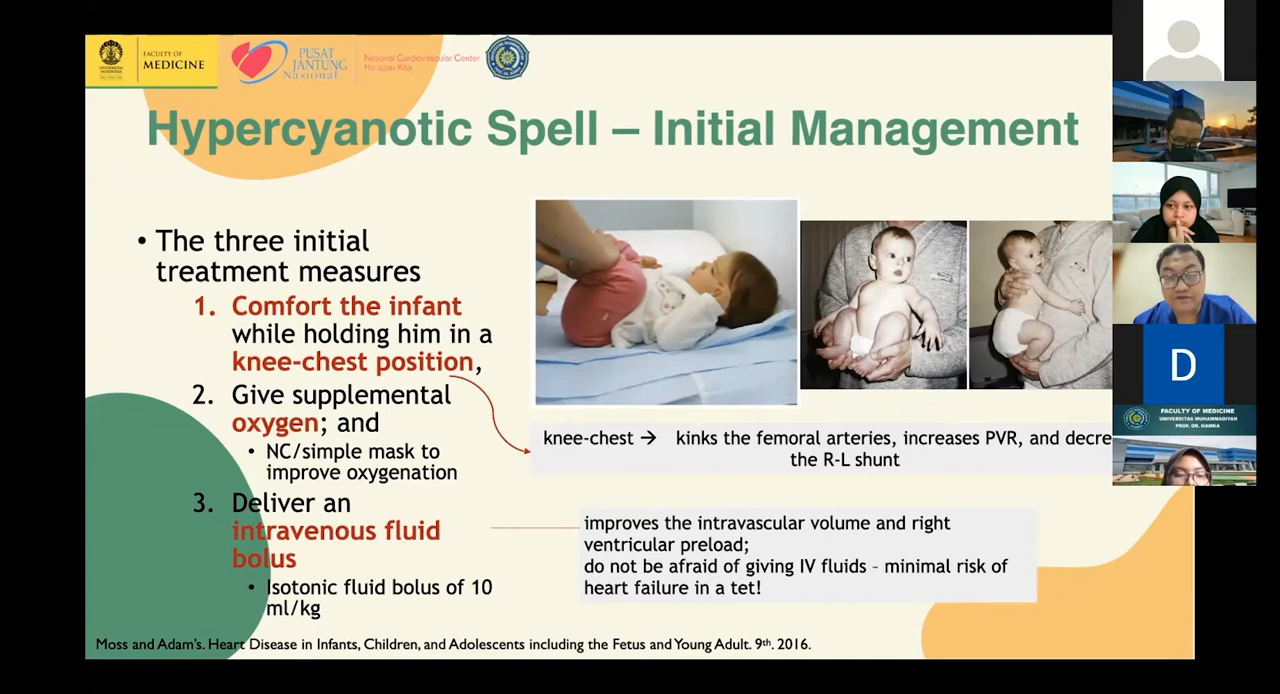 FACULTY OF
MEDICINE
UNIVERSITAS
INDONESIA
PUSAT
JANTUNG
Nasional
National Cardiovascular Center
Harapan Kita
Hypercyanotic Spell – Initial Management
• The three initial
treatment measures
1. Comfort the infant
while holding him in a
knee-chest position,
2. Give supplemental
oxygen; and
• NC/simple mask to
improve oxygenation
3. Deliver an
intravenous fluid
bolus
• Isotonic fluid bolus of 10
ml/kg
knee-chest → kinks the femoral arteries, increases PVR, and decre
the R-L shunt
improves the intravascular volume and right
ventricular preload;
do not be afraid of giving IV fluids – minimal risk of
heart failure in a tet!
Moss and Adam's. Heart Disease in Infants, Children, and Adolescents including the Fetus and Young Adult. 9th. 2016.
D
FACULTY OF MEDICINE
UNIVERSITAS MUHAMMADIYAH
PROF. DR. HAMKA